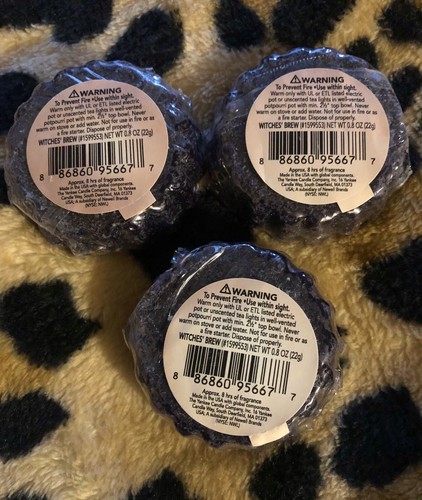 ⚠WARNING
To Prevent Fire •Use within sight.
Warm only with UL or ETL listed electric
pot or unscented tea lights in well-vented
potpourri pot with min. 2½" top bowl. Never
warm on stove or add water. Not for use in fire or as
a fire starter. Dispose of properly.
WITCHES' BREW (#1599553) NET WT 0.8 OZ (22g)
8 86860 95667 7
Approx. 8 hrs of fragrance
Made in the USA with global components.
The Yankee Candle Company, Inc. 16 Yankee
Candle Way, South Deerfield, MA 01373
USA; A subsidiary of Newell Brands
(NYSE: NWL)
⚠WARNING
To Prevent Fire •Use within sight.
Warm only with UL or ETL listed electric
pot or unscented tea lights in well-vented
potpourri pot with min. 2½" top bowl. Never
warm on stove or add water. Not for use in fire or as
a fire starter. Dispose of properly.
WITCHES' BREW (#1599553) NET WT 0.8 OZ (22g)
8 86860 95667 7
Approx. 8 hrs of fragrance
Made in the USA with global components.
The Yankee Candle Company, Inc. 16 Yankee
Candle Way, South Deerfield, MA 01373
USA; A subsidiary of Newell Brands
(NYSE: NWL)
⚠WARNING
To Prevent Fire •Use within sight.
Warm only with UL or ETL listed electric
pot or unscented tea lights in well-vented
potpourri pot with min. 2½" top bowl. Never
warm on stove or add water. Not for use in fire or as
a fire starter. Dispose of properly.
WITCHES' BREW (#1599553) NET WT 0.8 OZ (22g)
8 86860 95667 7
Approx. 8 hrs of fragrance
Made in the USA with global components.
The Yankee Candle Company, Inc. 16 Yankee
Candle Way, South Deerfield, MA 01373
USA; A subsidiary of Newell Brands
(NYSE: NWL)